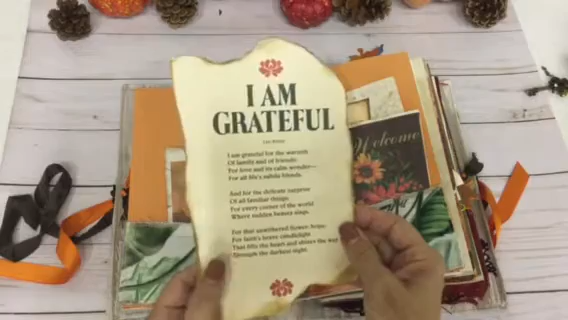 I AM
GRATEFUL
I am grateful for the warmth
Of family and of friends;
For love and its calm wonder—
For all life's subtle blends.
And for the delicate surprise
Of all familiar things;
For every corner of the world
Where sudden beauty sings.
For that unwithered flower, hope;
For faith's brave candlelight
That lifts the heart and shines the way
Through the darkest night.
Welcome